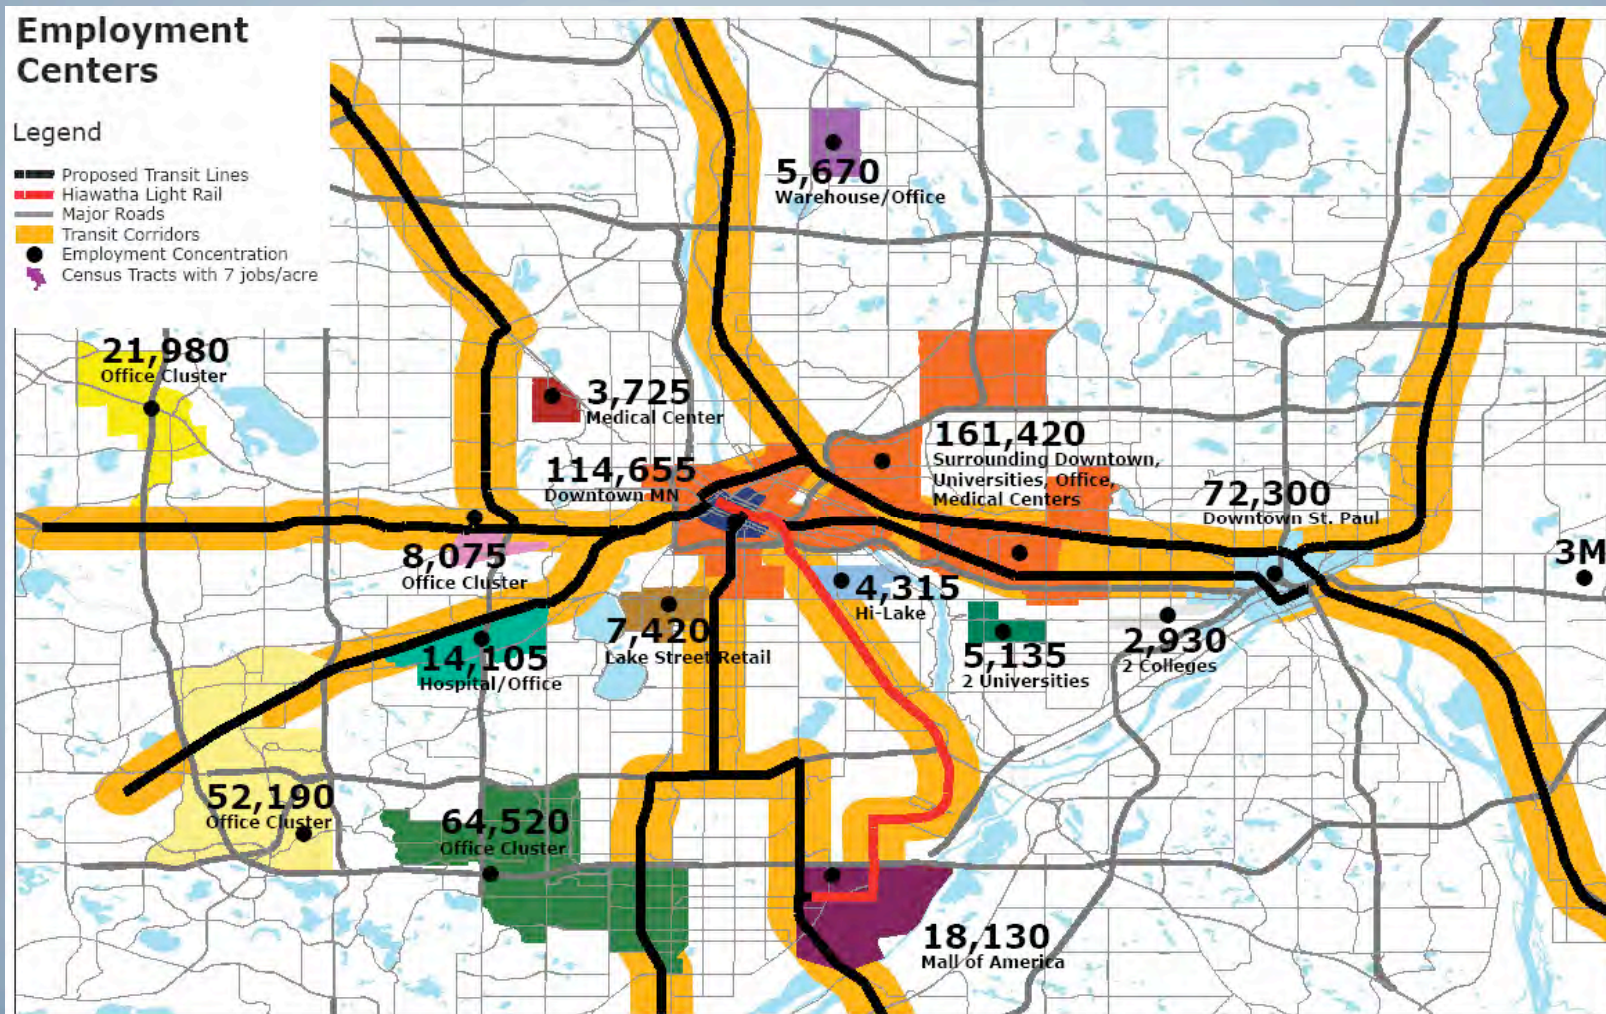 Employment
Centers
Legend
Proposed Transit Lines
Hiawatha Light Rail
Major Roads
Transit Corridors
Employment Concentration
Census Tracts with 7 jobs/acre
5,670
Warehouse/Office
21,980
Office Cluster
3,725
Medical Center
161,420
Surrounding Downtown,
Universities, Office,
Medical Centers
114,655
Downtown MN
72,300
Downtown St. Paul
3M
8,075
Office Cluster
4,315
Hi-Lake
7,420
Lake Street Retail
14,105
Hospital/Office
5,135
2 Universities
2,930
2 Colleges
52,190
Office Cluster
64,520
Office Cluster
18,130
Mall of America